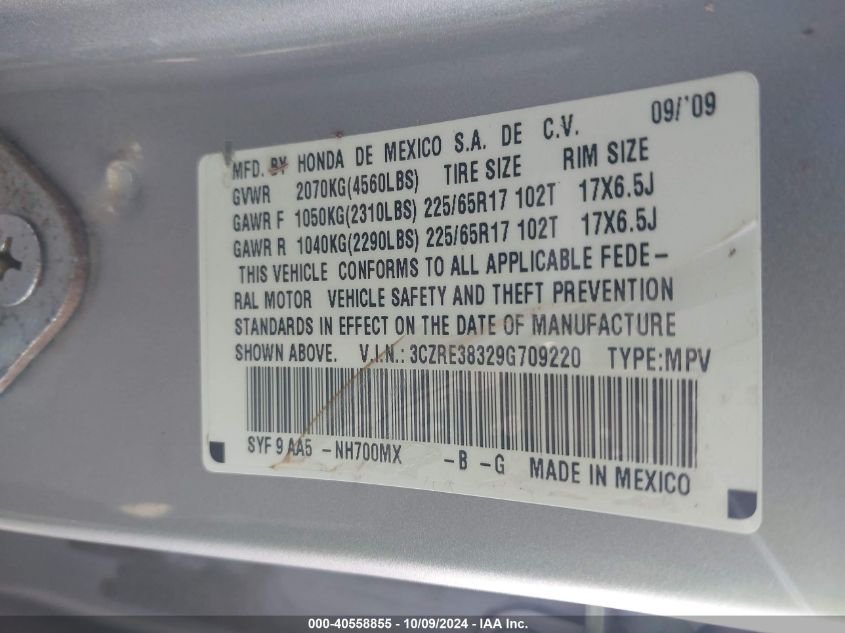 09/'09
MFD. BY HONDA DE MEXICO S.A. DE C.V.
GVWR 2070KG(4560LBS) TIRE SIZE RIM SIZE
GAWR F 1050KG(2310LBS) 225/65R17 102T 17X6.5J
GAWR R 1040KG(2290LBS) 225/65R17 102T 17X6.5J
THIS VEHICLE CONFORMS TO ALL APPLICABLE FEDE-
RAL MOTOR VEHICLE SAFETY AND THEFT PREVENTION
STANDARDS IN EFFECT ON THE DATE OF MANUFACTURE
SHOWN ABOVE. V.I.N.: 3CZRE38329G709220 TYPE:MPV
SYF 9 AA5 -NH700MX -B -G MADE IN MEXICO
000-40558855 - 10/09/2024 - IAA Inc.